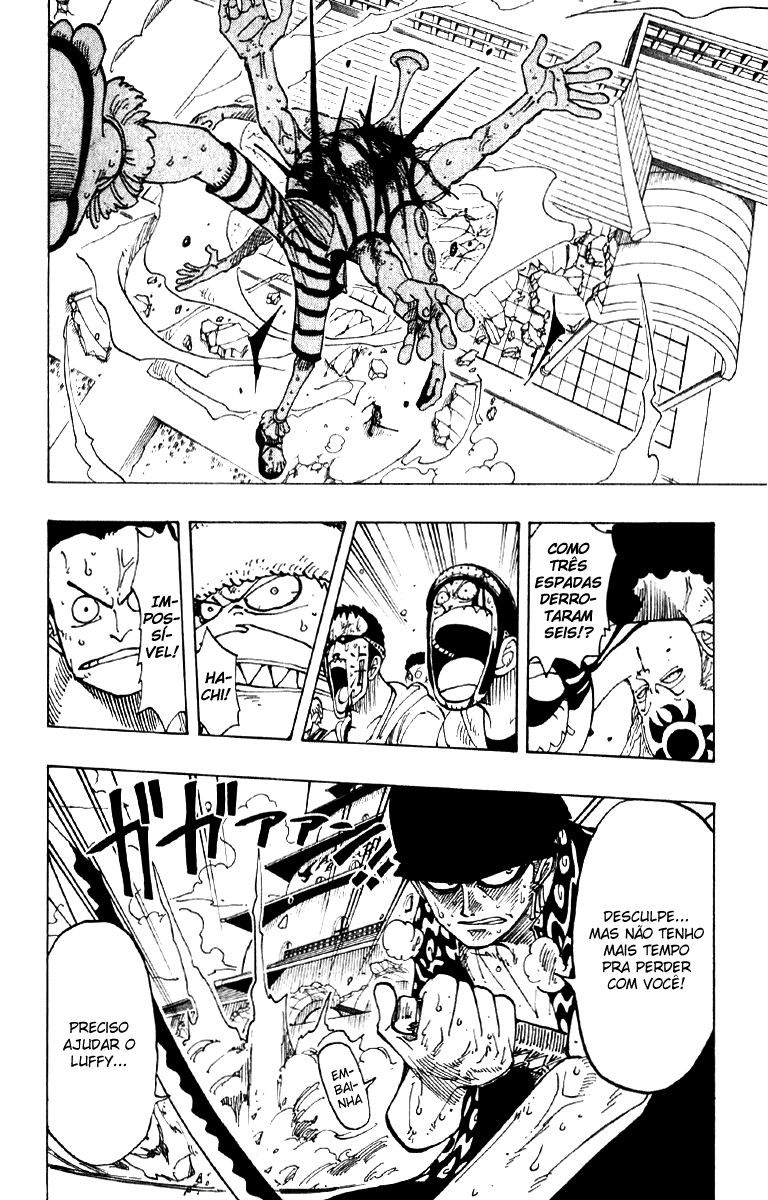 COMO
TRÊS
ESPADAS
DERRO-
TARAM
SEIS!?
HA-
CHI!
IM-
POS-
SÍ-
VEL!
ガガァァーン!!
DESCULPE...
MAS NÃO TENHO
MAIS TEMPO
PRA PERDER
COM VOCÊ!
EM-
BAI-
NHA
PRECISO
AJUDAR O
LUFFY...